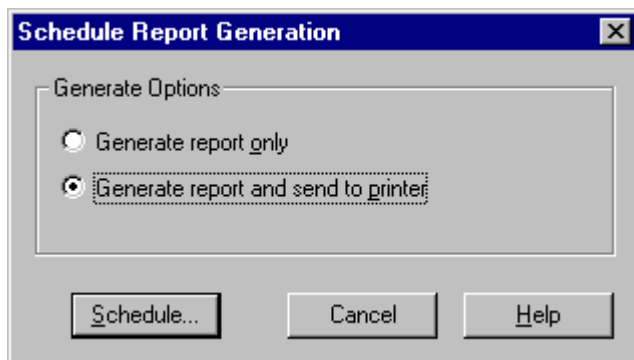 Schedule Report Generation
Generate Options
Generate report only
Generate report and send to printer
Schedule... Cancel Help